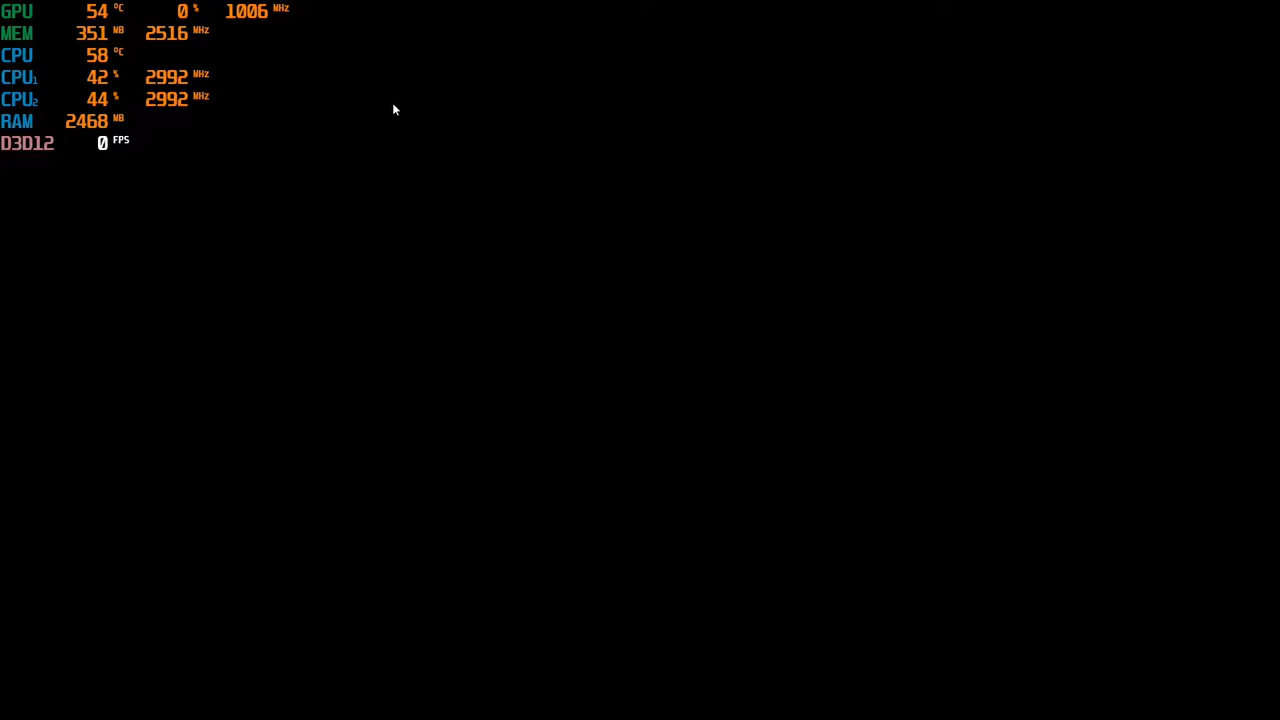 GPU 54 °C 0 % 1006 MHz
MEM 351 MB 2516 MHz
CPU 58 °C
CPU1 42 % 2992 MHz
CPU2 44 % 2992 MHz
RAM 2468 MB
D3D12 0 FPS